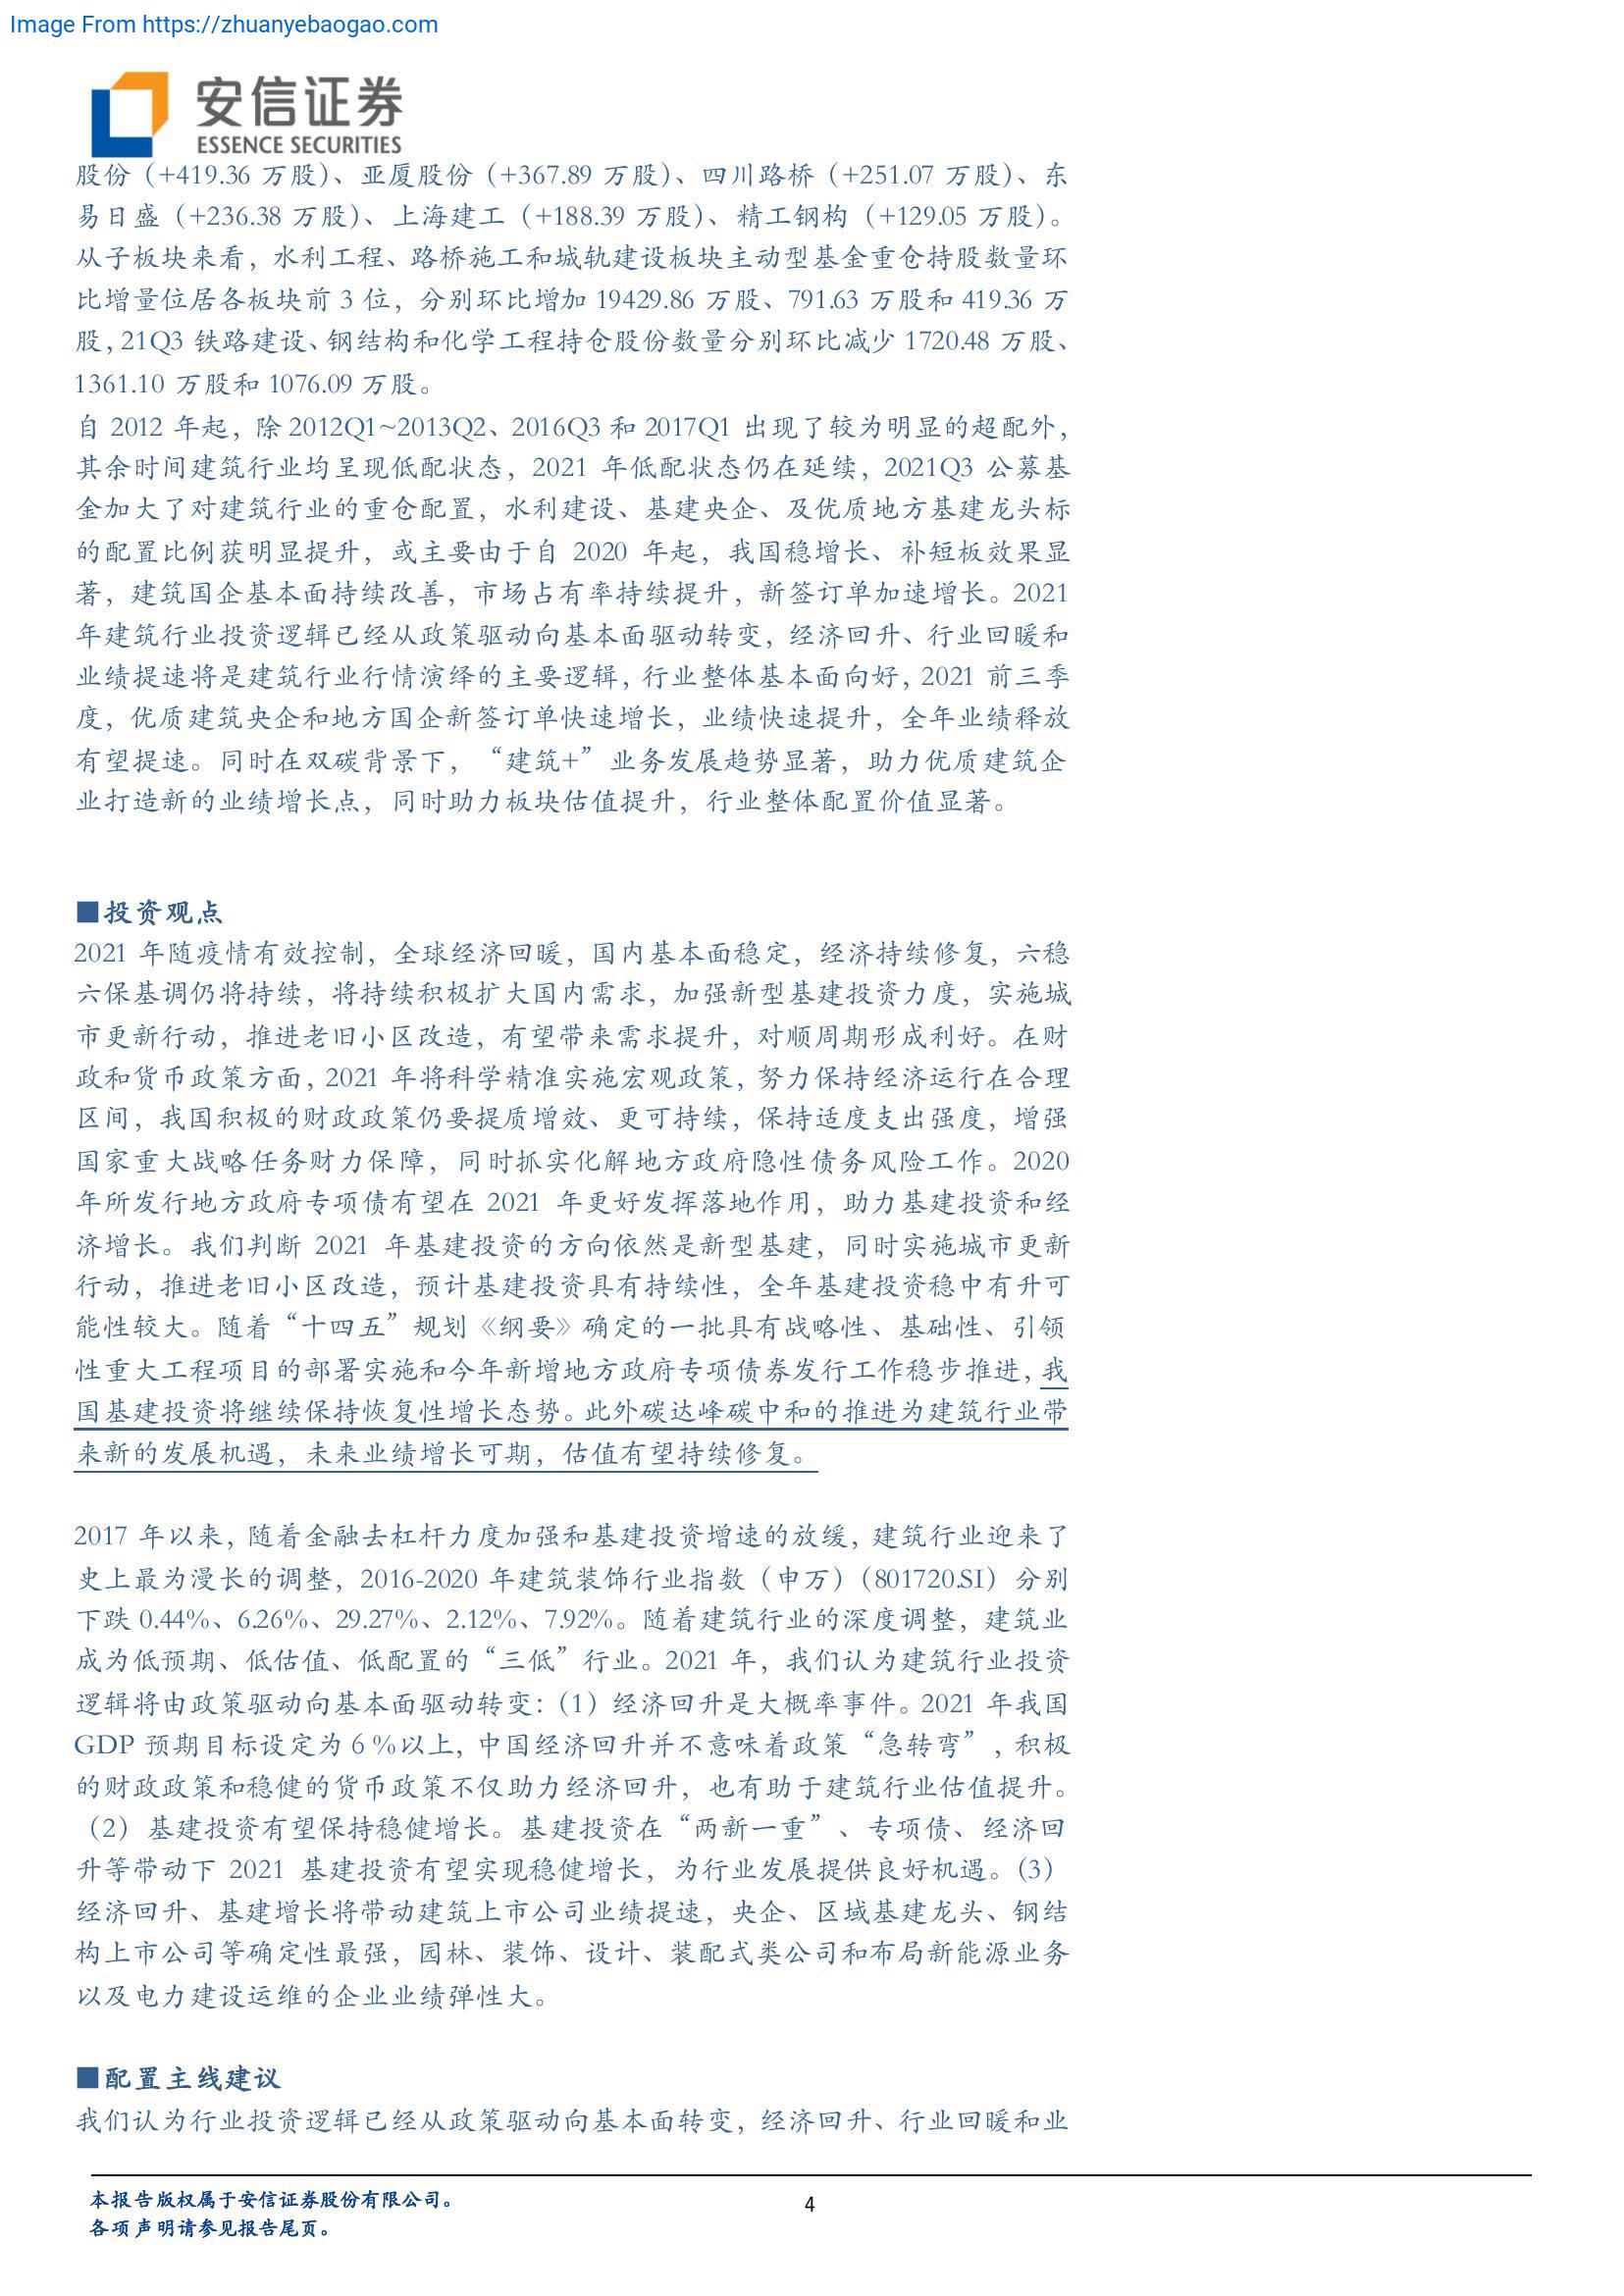 Image From https://zhuanyebaogao.com
安信证券
ESSENCE SECURITIES
股份（+419.36 万股）、亚厦股份（+367.89 万股）、四川路桥（+251.07 万股）、东
易日盛（+236.38 万股）、上海建工（+188.39 万股）、精工钢构（+129.05 万股）。
从子板块来看，水利工程、路桥施工和城轨建设板块主动型基金重仓持股数量环
比增量位居各板块前 3 位，分别环比增加 19429.86 万股、791.63 万股和 419.36 万
股，21Q3 铁路建设、钢结构和化学工程持仓股份数量分别环比减少 1720.48 万股、
1361.10 万股和 1076.09 万股。
自 2012 年起，除 2012Q1~2013Q2、2016Q3 和 2017Q1 出现了较为明显的超配外，
其余时间建筑行业均呈现低配状态，2021 年低配状态仍在延续，2021Q3 公募基
金加大了对建筑行业的重仓配置，水利建设、基建央企、及优质地方基建龙头标
的配置比例获明显提升，或主要由于自 2020 年起，我国稳增长、补短板效果显
著，建筑国企基本面持续改善，市场占有率持续提升，新签订单加速增长。2021
年建筑行业投资逻辑已经从政策驱动向基本面驱动转变，经济回升、行业回暖和
业绩提速将是建筑行业行情演绎的主要逻辑，行业整体基本面向好，2021 前三季
度，优质建筑央企和地方国企新签订单快速增长，业绩快速提升，全年业绩释放
有望提速。同时在双碳背景下，“建筑+”业务发展趋势显著，助力优质建筑企
业打造新的业绩增长点，同时助力板块估值提升，行业整体配置价值显著。
■投资观点
2021 年随疫情有效控制，全球经济回暖，国内基本面稳定，经济持续修复，六稳
六保基调仍将持续，将持续积极扩大国内需求，加强新型基建投资力度，实施城
市更新行动，推进老旧小区改造，有望带来需求提升，对顺周期形成利好。在财
政和货币政策方面，2021 年将科学精准实施宏观政策，努力保持经济运行在合理
区间，我国积极的财政政策仍要提质增效、更可持续，保持适度支出强度，增强
国家重大战略任务财力保障，同时抓实化解地方政府隐性债务风险工作。2020
年所发行地方政府专项债有望在 2021 年更好发挥落地作用，助力基建投资和经
济增长。我们判断 2021 年基建投资的方向依然是新型基建，同时实施城市更新
行动，推进老旧小区改造，预计基建投资具有持续性，全年基建投资稳中有升可
能性较大。随着“十四五”规划《纲要》确定的一批具有战略性、基础性、引领
性重大工程项目的部署实施和今年新增地方政府专项债券发行工作稳步推进，我
国基建投资将继续保持恢复性增长态势。此外碳达峰碳中和的推进为建筑行业带
来新的发展机遇，未来业绩增长可期，估值有望持续修复。
2017 年以来，随着金融去杠杆力度加强和基建投资增速的放缓，建筑行业迎来了
史上最为漫长的调整，2016-2020 年建筑装饰行业指数（申万）（801720.SI）分别
下跌 0.44%、6.26%、29.27%、2.12%、7.92%。随着建筑行业的深度调整，建筑业
成为低预期、低估值、低配置的“三低”行业。2021 年，我们认为建筑行业投资
逻辑将由政策驱动向基本面驱动转变：（1）经济回升是大概率事件。2021 年我国
GDP 预期目标设定为 6 %以上，中国经济回升并不意味着政策“急转弯”，积极
的财政政策和稳健的货币政策不仅助力经济回升，也有助于建筑行业估值提升。
（2）基建投资有望保持稳健增长。基建投资在“两新一重”、专项债、经济回
升等带动下 2021 基建投资有望实现稳健增长，为行业发展提供良好机遇。（3）
经济回升、基建增长将带动建筑上市公司业绩提速，央企、区域基建龙头、钢结
构上市公司等确定性最强，园林、装饰、设计、装配式类公司和布局新能源业务
以及电力建设运维的企业业绩弹性大。
■配置主线建议
我们认为行业投资逻辑已经从政策驱动向基本面转变，经济回升、行业回暖和业
本报告版权属于安信证券股份有限公司。
各项声明请参见报告尾页。
4